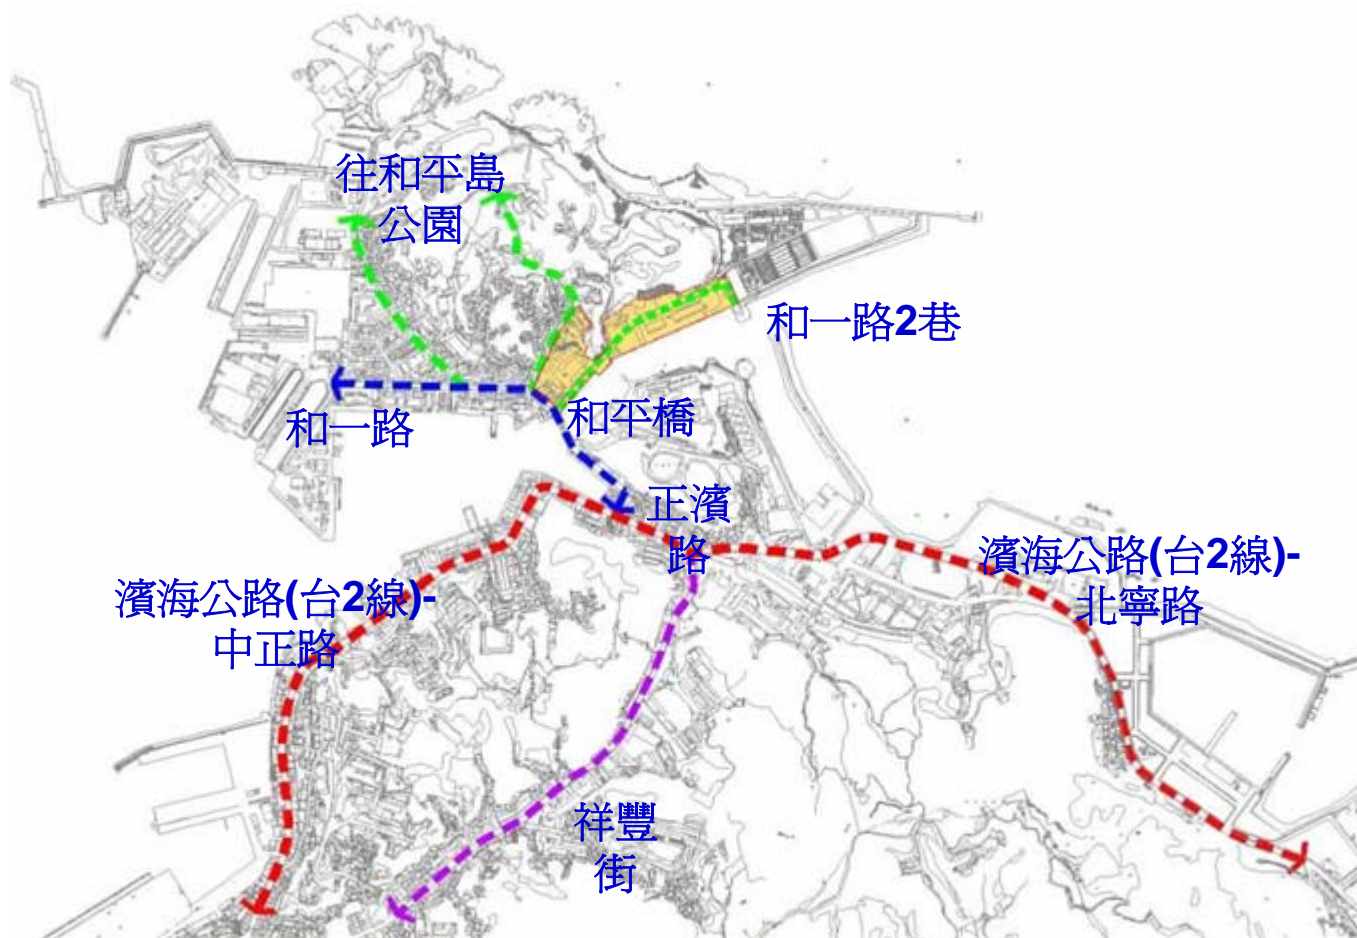 往和平島
公園
和一路2巷
和一路
和平橋
正濱
路
濱海公路(台2線)-
北寧路
濱海公路(台2線)-
中正路
祥豐
街